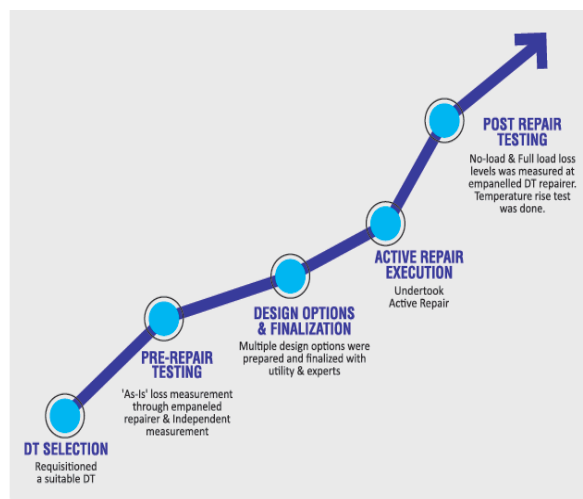 POST REPAIR
TESTING
No-load & Full load loss
levels was measured at
empanelled DT repairer.
Temperature rise test
was done.
ACTIVE REPAIR
EXECUTION
Undertook
Active Repair
DESIGN OPTIONS
& FINALIZATION
Multiple design options were
prepared and finalized with
utility & experts
PRE-REPAIR
TESTING
'As-Is' loss measurement
through empaneled
repairer & Independent
measurement
DT SELECTION
Requisitioned
a suitable DT